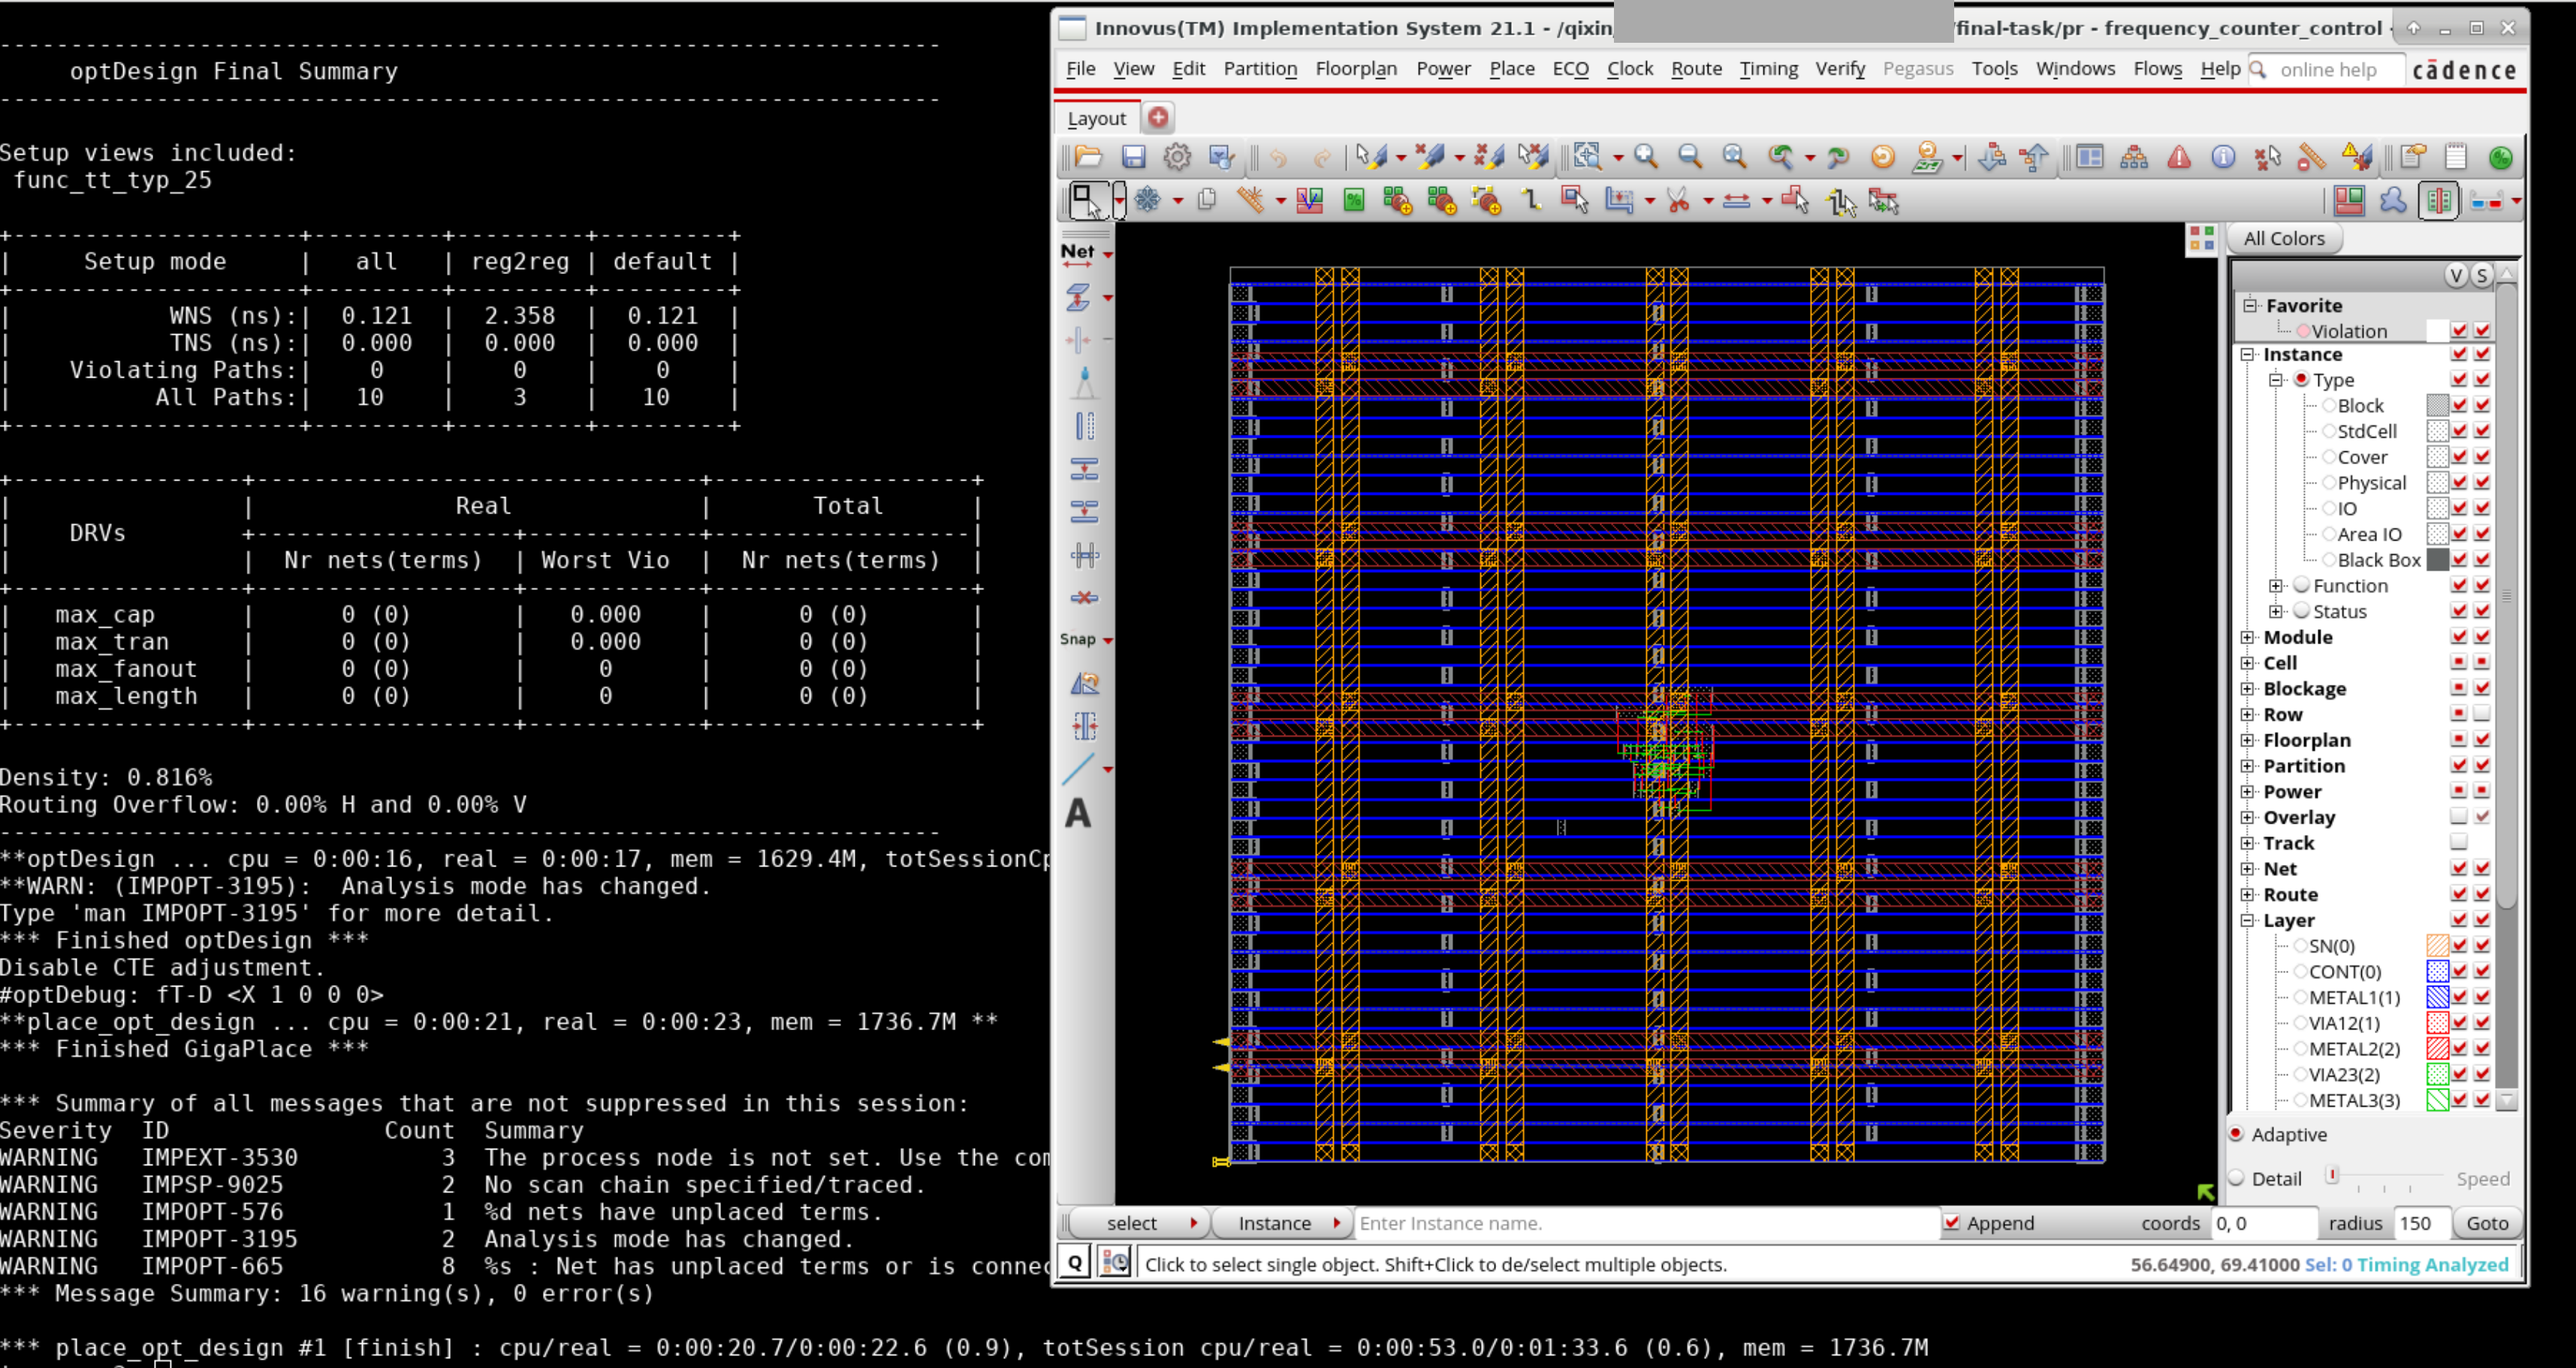 -----------------------------------------------------------------
optDesign Final Summary
-----------------------------------------------------------------
Setup views included:
func_tt_typ_25
+--------------------+---------+---------+---------+
| Setup mode | all | reg2reg | default |
+--------------------+---------+---------+---------+
| WNS (ns):| 0.121 | 2.358 | 0.121 |
| TNS (ns):| 0.000 | 0.000 | 0.000 |
| Violating Paths:| 0 | 0 | 0 |
| All Paths:| 10 | 3 | 10 |
+--------------------+---------+---------+---------+
+----------------+-------------------------------+------------------+
| | Real | Total |
| DRVs +------------------+------------+------------------|
| | Nr nets(terms) | Worst Vio | Nr nets(terms) |
+----------------+------------------+------------+------------------+
| max_cap | 0 (0) | 0.000 | 0 (0) |
| max_tran | 0 (0) | 0.000 | 0 (0) |
| max_fanout | 0 (0) | 0 | 0 (0) |
| max_length | 0 (0) | 0 | 0 (0) |
+----------------+------------------+------------+------------------+
Density: 0.816%
Routing Overflow: 0.00% H and 0.00% V
-----------------------------------------------------------------
**optDesign ... cpu = 0:00:16, real = 0:00:17, mem = 1629.4M, totSessionCp
**WARN: (IMPOPT-3195): Analysis mode has changed.
Type 'man IMPOPT-3195' for more detail.
*** Finished optDesign ***
Disable CTE adjustment.
#optDebug: fT-D <X 1 0 0 0>
**place_opt_design ... cpu = 0:00:21, real = 0:00:23, mem = 1736.7M **
*** Finished GigaPlace ***
*** Summary of all messages that are not suppressed in this session:
Severity ID Count Summary
WARNING IMPEXT-3530 3 The process node is not set. Use the com
WARNING IMPSP-9025 2 No scan chain specified/traced.
WARNING IMPOPT-576 1 %d nets have unplaced terms.
WARNING IMPOPT-3195 2 Analysis mode has changed.
WARNING IMPOPT-665 8 %s : Net has unplaced terms or is connec
*** Message Summary: 16 warning(s), 0 error(s)
*** place_opt_design #1 [finish] : cpu/real = 0:00:20.7/0:00:22.6 (0.9), totSession cpu/real = 0:00:53.0/0:01:33.6 (0.6), mem = 1736.7M
Innovus(TM) Implementation System 21.1 - /qixin /final-task/pr - frequency_counter_control -
File View Edit Partition Floorplan Power Place ECO Clock Route Timing Verify Pegasus Tools Windows Flows Help online help cādence
Layout
Net
Snap
A
All Colors
V S
Favorite
Violation
Instance
Type
Block
StdCell
Cover
Physical
IO
Area IO
Black Box
Function
Status
Module
Cell
Blockage
Row
Floorplan
Partition
Power
Overlay
Track
Net
Route
Layer
SN(0)
CONT(0)
METAL1(1)
VIA12(1)
METAL2(2)
VIA23(2)
METAL3(3)
Adaptive
Detail Speed
select Instance Enter Instance name. Append coords 0, 0 radius 150 Goto
Q Click to select single object. Shift+Click to de/select multiple objects. 56.64900, 69.41000 Sel: 0 Timing Analyzed